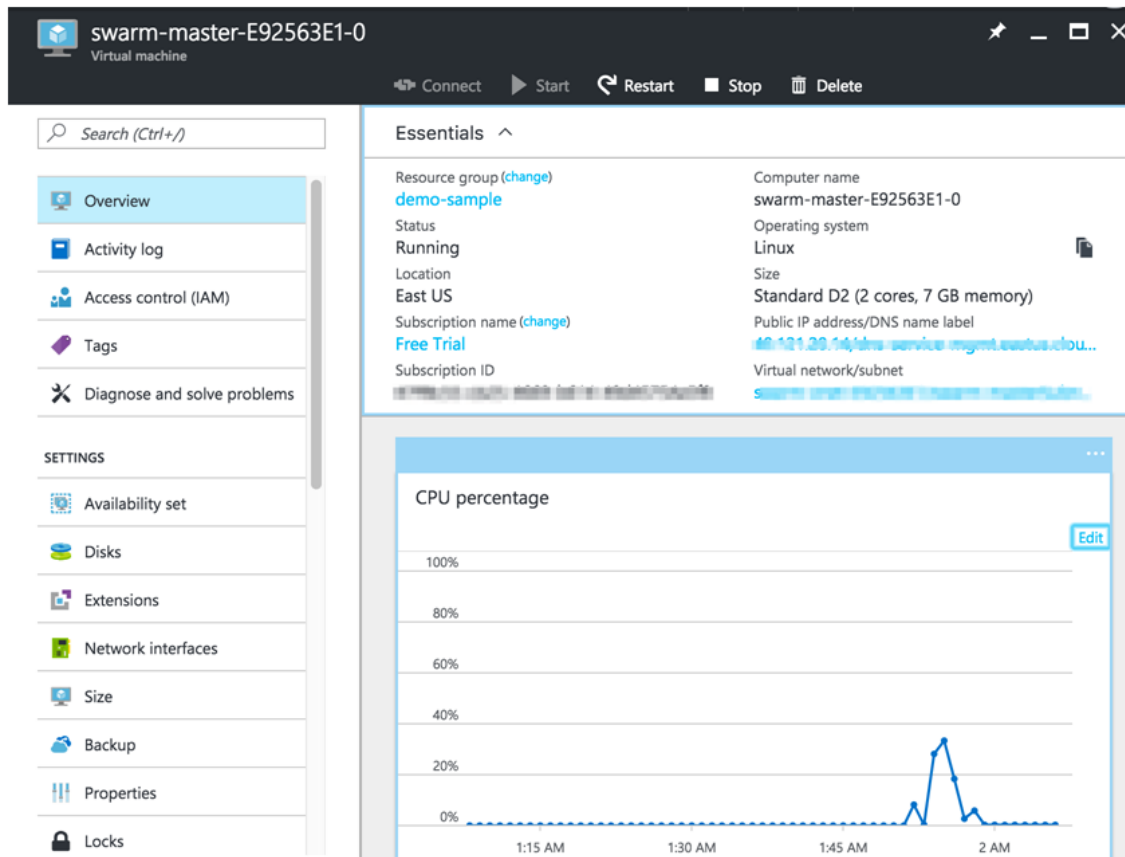 swarm-master-E92563E1-0
Virtual machine
Connect Start Restart Stop Delete
Search (Ctrl+/)
Overview
Activity log
Access control (IAM)
Tags
Diagnose and solve problems
SETTINGS
Availability set
Disks
Extensions
Network interfaces
Size
Backup
Properties
Locks
Essentials
Resource group (change)
demo-sample
Status
Running
Location
East US
Subscription name (change)
Free Trial
Subscription ID
Computer name
swarm-master-E92563E1-0
Operating system
Linux
Size
Standard D2 (2 cores, 7 GB memory)
Public IP address/DNS name label
Virtual network/subnet
...
CPU percentage
Edit
100%
80%
60%
40%
20%
0%
1:15 AM 1:30 AM 1:45 AM 2 AM